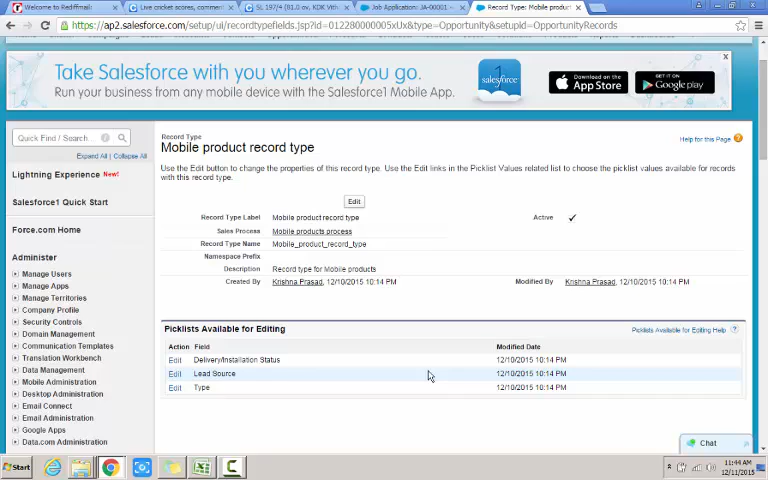 Welcome to Rediffmail:
Live cricket scores, commen
SL 197/4 (81.0 ov, KDK Vith
Job Application: JA-00001
Record Type: Mobile produc
https://ap2.salesforce.com/setup/ui/recordtypefields.jsp?id=012280000005xUx&type=Opportunity&setupid=OpportunityRecords
Take Salesforce with you wherever you go.
Run your business from any mobile device with the Salesforce1 Mobile App.
salesforce
1
Download on the
App Store
GET IT ON
Google play
x
Quick Find / Search...
Expand All | Collapse All
Lightning Experience New!
Salesforce1 Quick Start
Force.com Home
Administer
Manage Users
Manage Apps
Manage Territories
Company Profile
Security Controls
Domain Management
Communication Templates
Translation Workbench
Data Management
Mobile Administration
Desktop Administration
Email Connect
Email Administration
Google Apps
Data.com Administration
Record Type
Mobile product record type
Help for this Page
Use the Edit button to change the properties of this record type. Use the Edit links in the Picklist Values related list to choose the picklist values available for records
with this record type.
Edit
Record Type Label Mobile product record type Active
Sales Process Mobile products process
Record Type Name Mobile_product_record_type
Namespace Prefix
Description Record type for Mobile products
Created By Krishna Prasad, 12/10/2015 10:14 PM Modified By Krishna Prasad, 12/10/2015 10:14 PM
Picklists Available for Editing Picklists Available for Editing Help ?
Action Field Modified Date
Edit Delivery/Installation Status 12/10/2015 10:14 PM
Edit Lead Source 12/10/2015 10:14 PM
Edit Type 12/10/2015 10:14 PM
Chat
Start
11:44 AM
12/11/2015